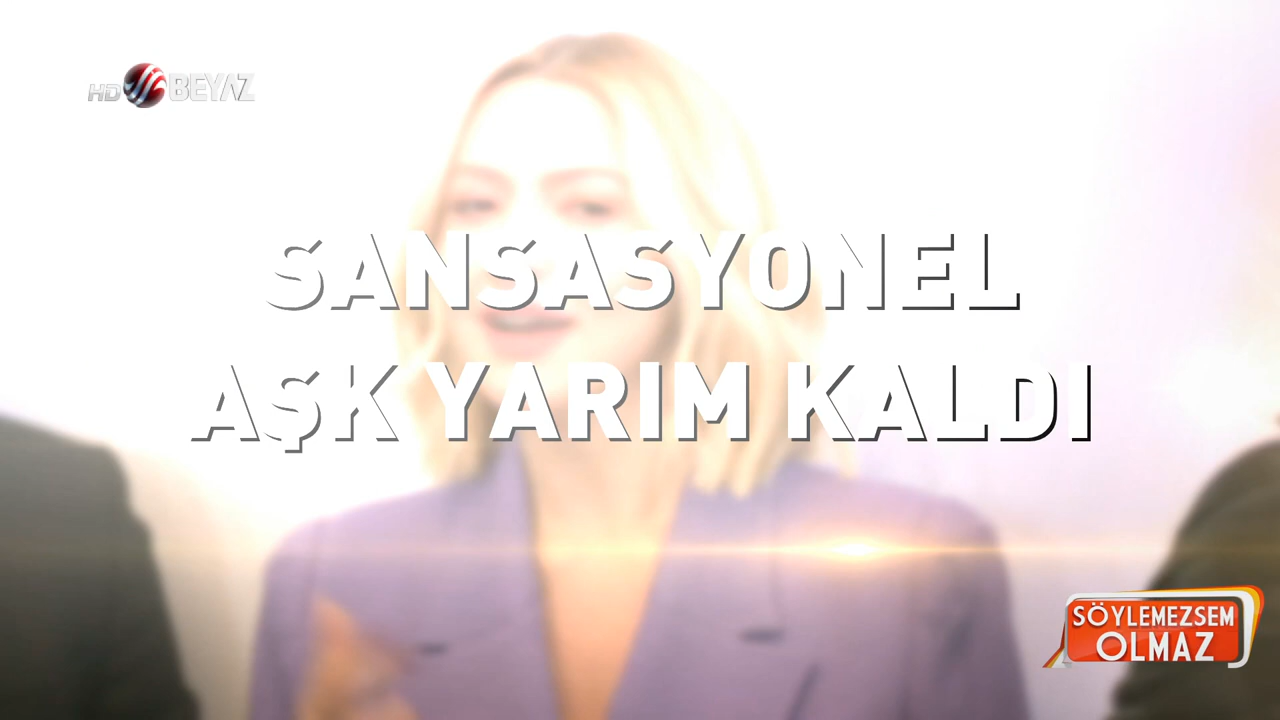 HD BEYAZ
SANSASYONEL
AŞK YARIM KALDI
SÖYLEMEZSEM
OLMAZ